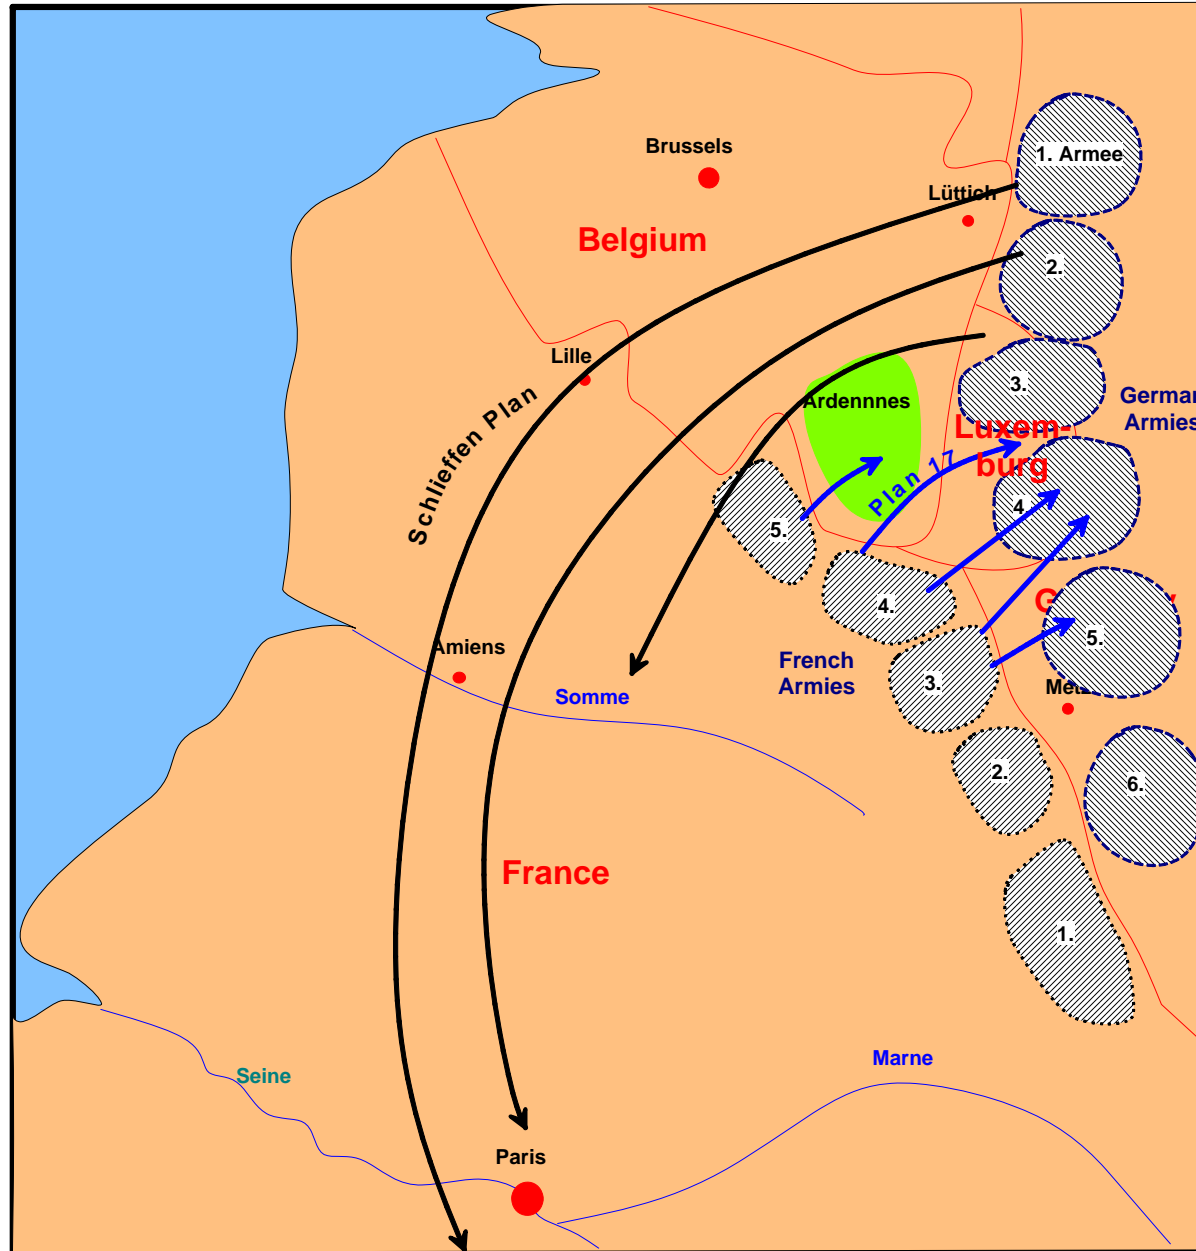 Brussels
1. Armee
Lüttich
Belgium
2.
Lille
3.
Schlieffen Plan
Ardennnes
German
Armies
Luxem-
burg
Plan 17
4.
5.
4.
5.
French
Armies
Amiens
3.
Somme
2.
6.
France
1.
Marne
Seine
Paris